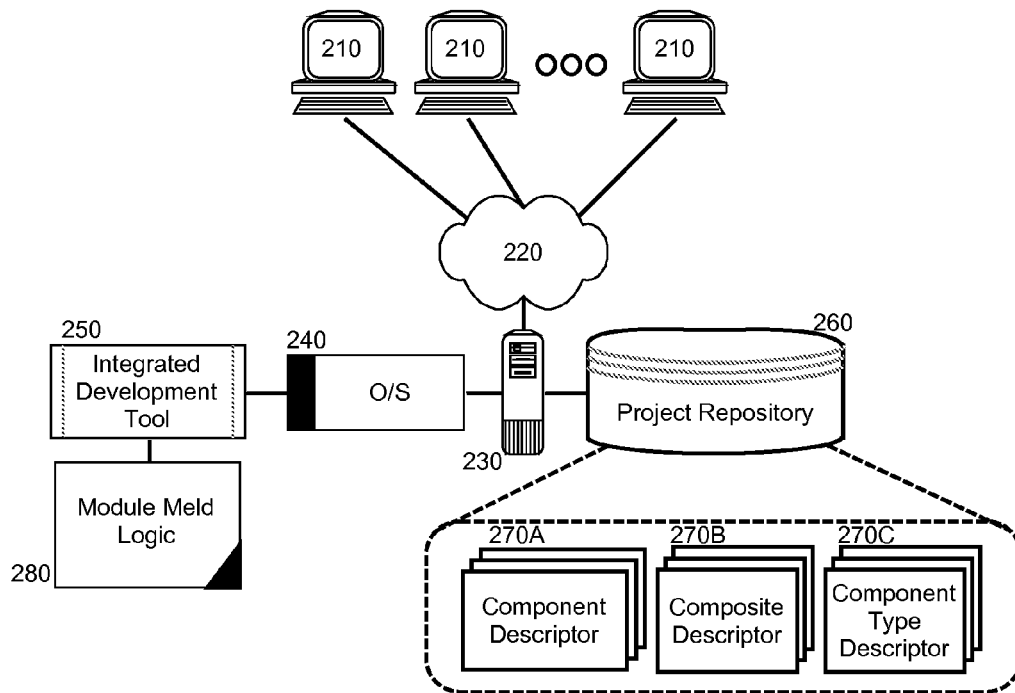 210
210
210
220
250
240
260
Integrated
Development
Tool
O/S
Project Repository
230
Module Meld
Logic
280
270A
270B
270C
Component
Descriptor
Composite
Descriptor
Component
Type
Descriptor